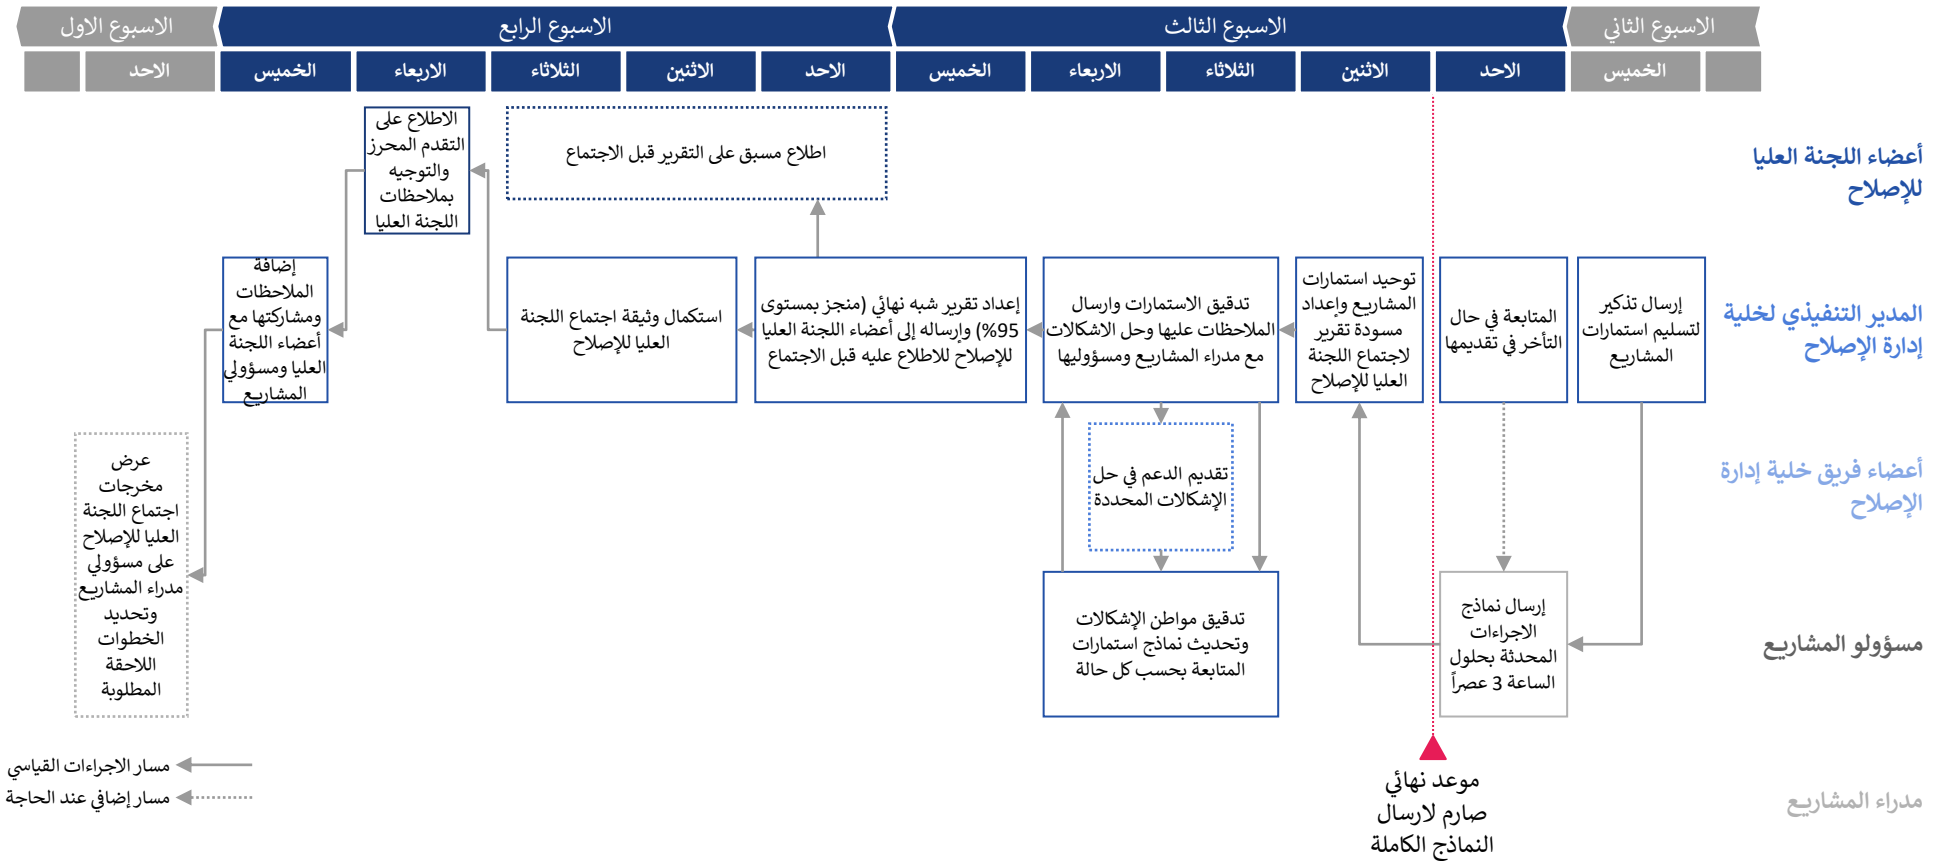 الاسبوع الثاني
الاسبوع الثالث
الاسبوع الرابع
الاسبوع الاول
الخميس
الاحد
الاثنين
الثلاثاء
الاربعاء
الخميس
الاحد
الاثنين
الثلاثاء
الاربعاء
الخميس
الاحد
أعضاء اللجنة العليا
للإصلاح
اطلاع مسبق على التقرير قبل الاجتماع
الاطلاع على
التقدم المحرز
والتوجيه
بملاحظات
اللجنة العليا
المدير التنفيذي لخلية
إدارة الإصلاح
إرسال تذكير
لتسليم استمارات
المشاريع
المتابعة في حال
التأخر في تقديمها
توحيد استمارات
المشاريع وإعداد
مسودة تقرير
لاجتماع اللجنة
العليا للإصلاح
تدقيق الاستمارات وارسال
الملاحظات عليها وحل الاشكالات
مع مدراء المشاريع ومسؤوليها
إعداد تقرير شبه نهائي (منجز بمستوى
95%) وإرساله إلى أعضاء اللجنة العليا
للإصلاح للاطلاع عليه قبل الاجتماع
استكمال وثيقة اجتماع اللجنة
العليا للإصلاح
إضافة
الملاحظات
ومشاركتها مع
أعضاء اللجنة
العليا ومسؤولي
المشاريع
أعضاء فريق خلية إدارة
الإصلاح
تقديم الدعم في حل
الإشكالات المحددة
عرض
مخرجات
اجتماع اللجنة
العليا للإصلاح
على مسؤولي
مدراء المشاريع
وتحديد
الخطوات
اللاحقة
المطلوبة
مسؤولو المشاريع
إرسال نماذج
الاجراءات
المحدثة بحلول
الساعة 3 عصراً
تدقيق مواطن الإشكالات
وتحديث نماذج استمارات
المتابعة بحسب كل حالة
مدراء المشاريع
موعد نهائي
صارم لارسال
النماذج الكاملة
مسار الاجراءات القياسي
مسار إضافي عند الحاجة